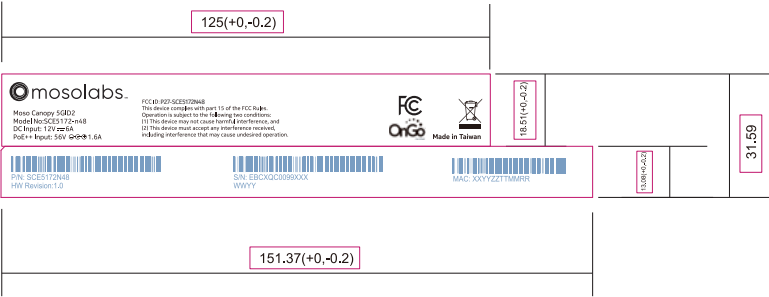 125(+0,-0.2)
mosolabs
Moso Canopy 5GID2
Model No:SCE5172-n48
DC Input: 12V⎓6A
PoE++ Input: 56V 1.6A
FCC ID: P27-SCE5172N48
This device complies with part 15 of the FCC Rules.
Operation is subject to the following two conditions:
(1) This device may not cause harmful interference, and
(2) This device must accept any interference received,
including interference that may cause undesired operation.
FC
OnGo
Made in Taiwan
18.51(+0,-0.2)
31.59
13.08(+0,-0.2)
P/N: SCE5172N48
HW Revision:1.0
S/N: EBCXQC0099XXX
WWYY
MAC: XXYYZZTTMMRR
151.37(+0,-0.2)